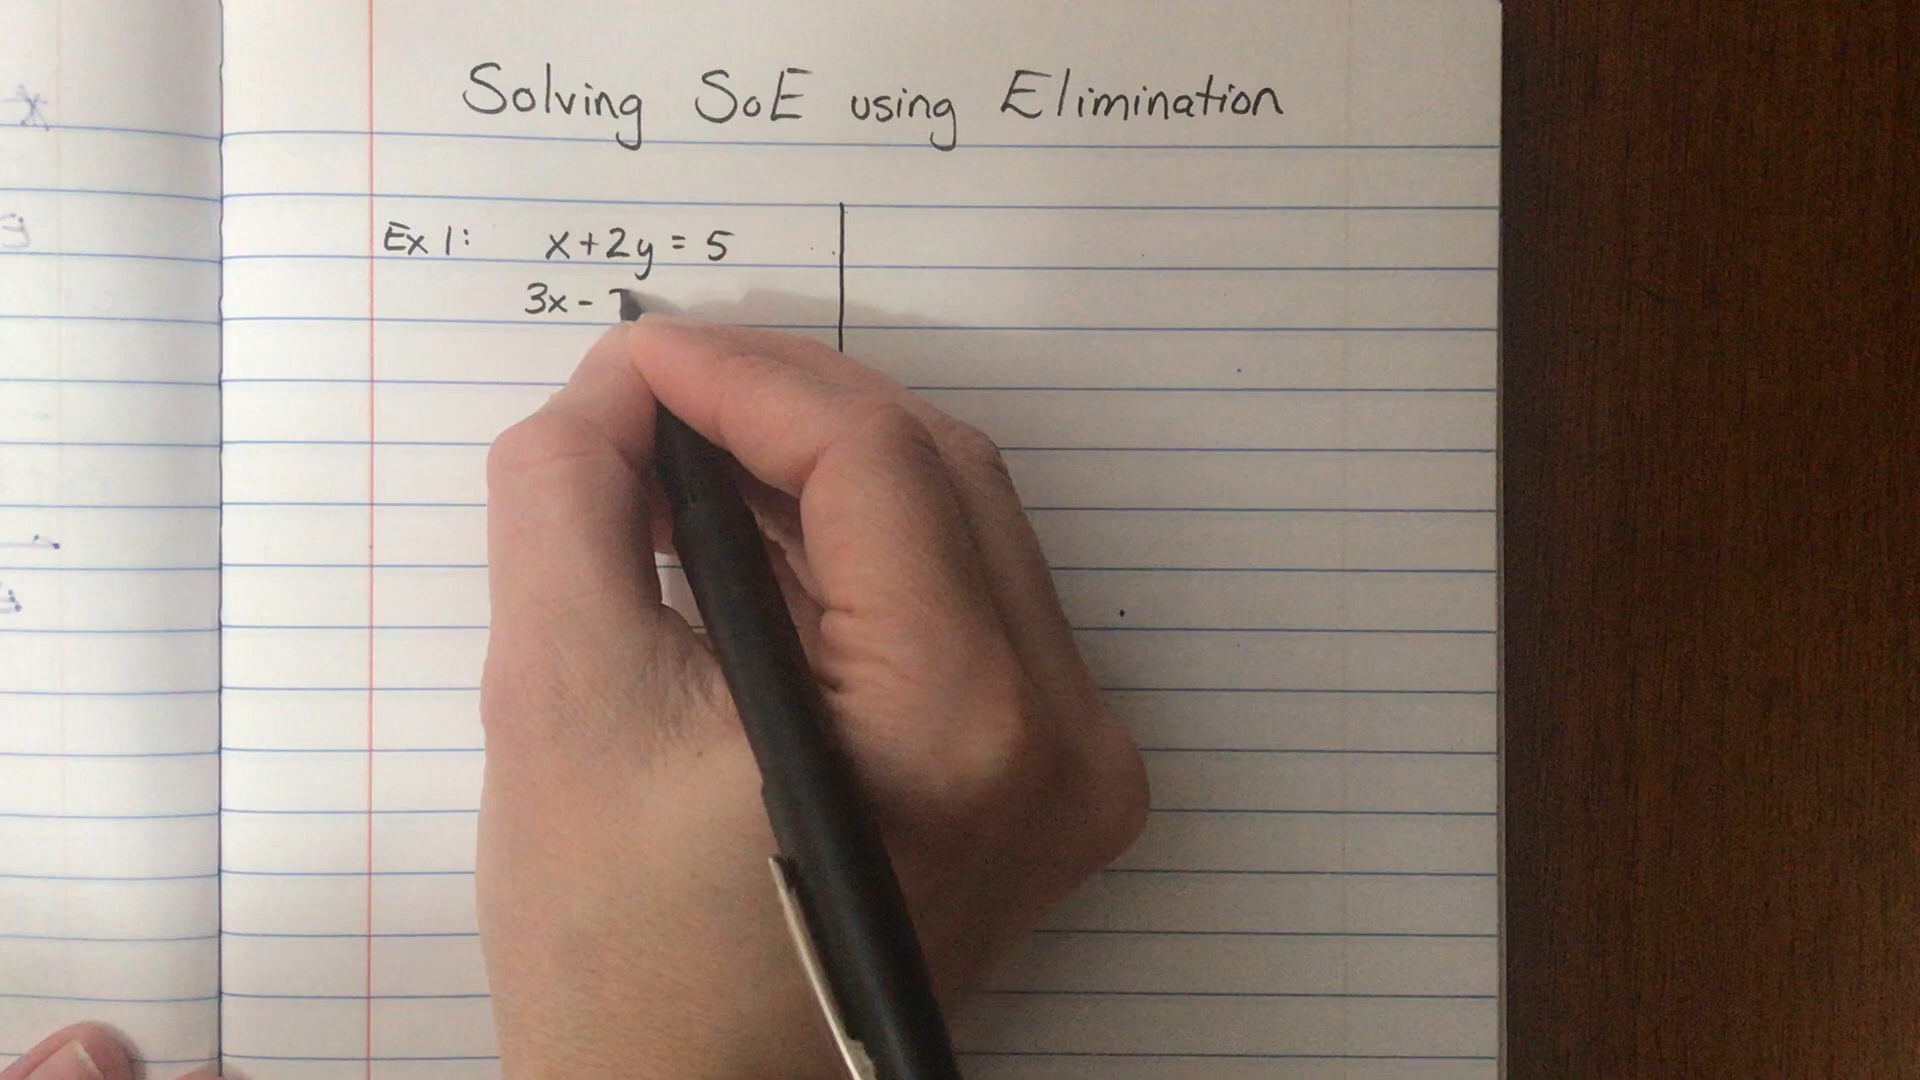 Solving SoE using Elimination
Ex 1: x+2y = 5
3x -